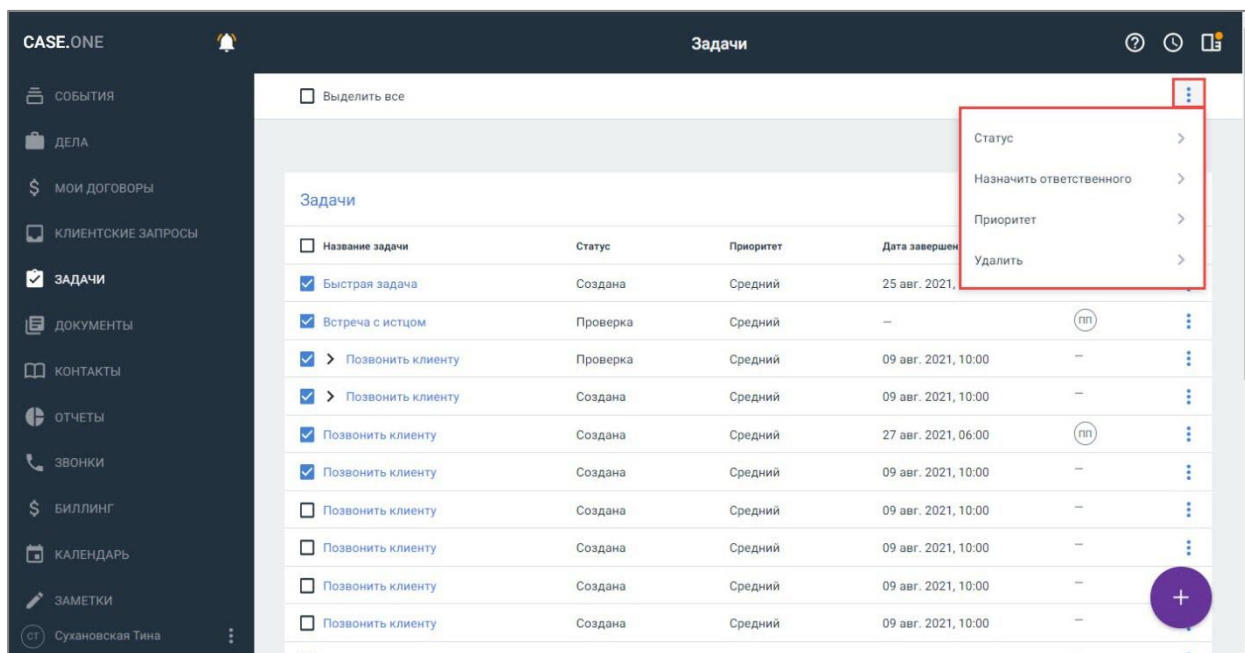 CASE.ONE
Задачи
СОБЫТИЯ
ДЕЛА
МОИ ДОГОВОРЫ
КЛИЕНТСКИЕ ЗАПРОСЫ
ЗАДАЧИ
ДОКУМЕНТЫ
КОНТАКТЫ
ОТЧЕТЫ
ЗВОНКИ
БИЛЛИНГ
КАЛЕНДАРЬ
ЗАМЕТКИ
СТ Сухановская Тина
Выделить все
Статус
Назначить ответственного
Приоритет
Удалить
Задачи
Название задачи Статус Приоритет Дата завершен
Быстрая задача Создана Средний 25 авг. 2021,
Встреча с истцом Проверка Средний — ПП
Позвонить клиенту Проверка Средний 09 авг. 2021, 10:00 —
Позвонить клиенту Создана Средний 09 авг. 2021, 10:00 —
Позвонить клиенту Создана Средний 27 авг. 2021, 06:00 ПП
Позвонить клиенту Создана Средний 09 авг. 2021, 10:00 —
Позвонить клиенту Создана Средний 09 авг. 2021, 10:00 —
Позвонить клиенту Создана Средний 09 авг. 2021, 10:00 —
Позвонить клиенту Создана Средний 09 авг. 2021, 10:00 —
Позвонить клиенту Создана Средний 09 авг. 2021, 10:00 —